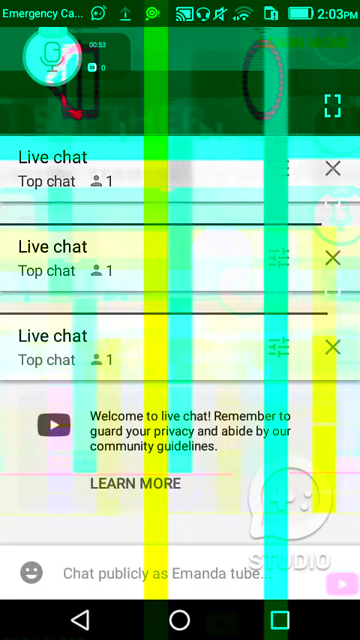 Emergency Ca... 2:03PM
00:53
0
Live chat
Top chat 1
Live chat
Top chat 1
Live chat
Top chat 1
Welcome to live chat! Remember to
guard your privacy and abide by our
community guidelines.
LEARN MORE
STUDIO
Chat publicly as Emanda tube...